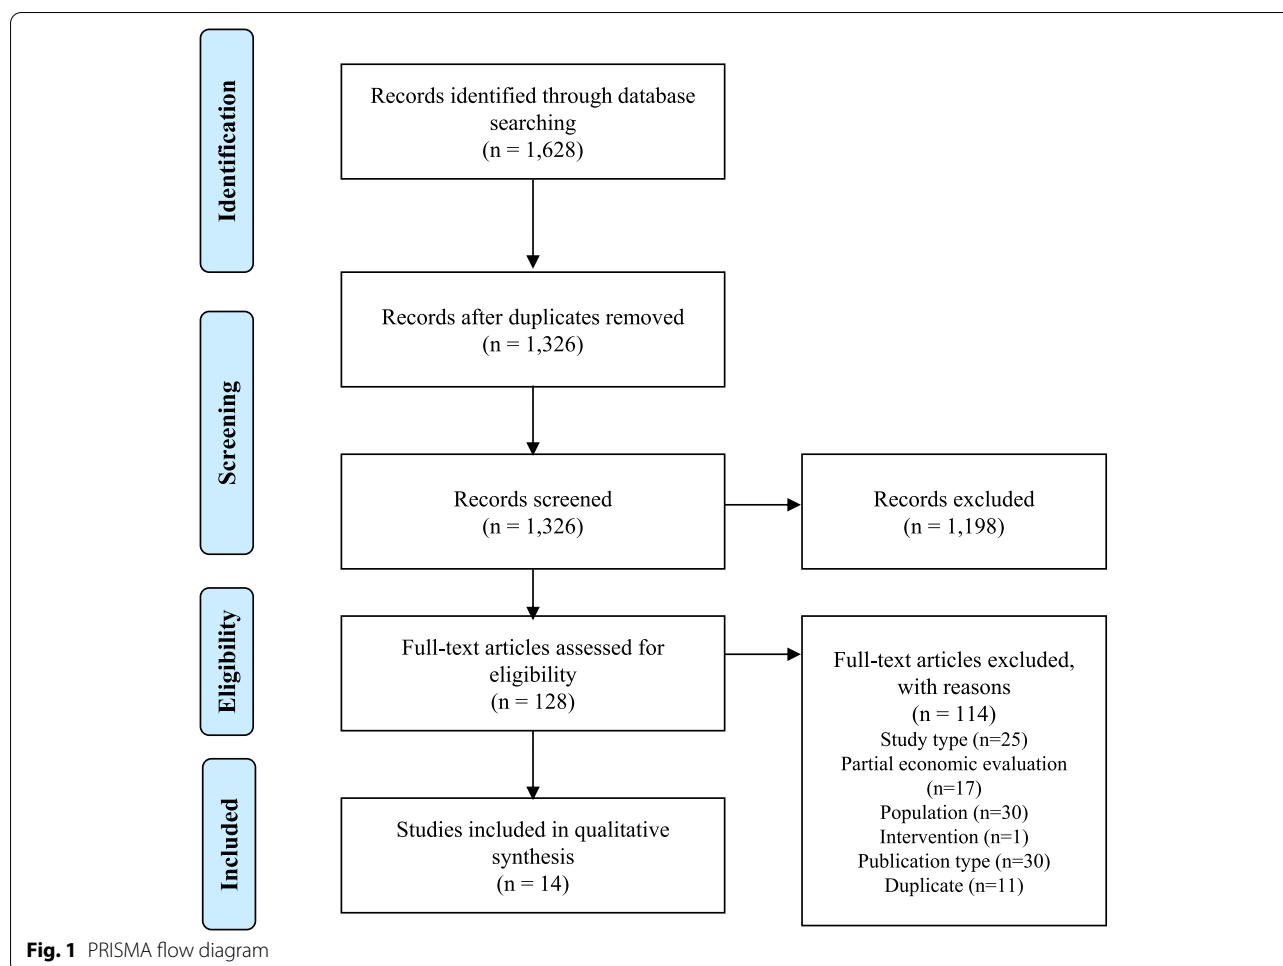 Identification
Records identified through database
searching
(n = 1,628)
Screening
Records after duplicates removed
(n = 1,326)
Records screened
(n = 1,326)
Records excluded
(n = 1,198)
Eligibility
Full-text articles assessed for
eligibility
(n = 128)
Full-text articles excluded,
with reasons
(n = 114)
Study type (n=25)
Partial economic evaluation
(n=17)
Population (n=30)
Intervention (n=1)
Publication type (n=30)
Duplicate (n=11)
Included
Studies included in qualitative
synthesis
(n = 14)
Fig. 1 PRISMA flow diagram